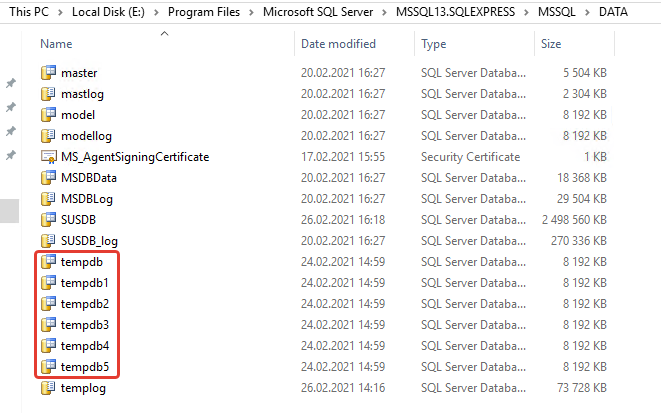 This PC > Local Disk (E:) > Program Files > Microsoft SQL Server > MSSQL13.SQLEXPRESS > MSSQL > DATA
Name Date modified Type Size
master 20.02.2021 16:27 SQL Server Databa... 5 504 KB
mastlog 20.02.2021 16:27 SQL Server Databa... 2 304 KB
model 20.02.2021 16:27 SQL Server Databa... 8 192 KB
modellog 20.02.2021 16:27 SQL Server Databa... 8 192 KB
MS_AgentSigningCertificate 17.02.2021 15:55 Security Certificate 1 KB
MSDBData 20.02.2021 16:27 SQL Server Databa... 18 368 KB
MSDBLog 20.02.2021 16:27 SQL Server Databa... 29 504 KB
SUSDB 26.02.2021 16:18 SQL Server Databa... 2 498 560 KB
SUSDB_log 20.02.2021 16:27 SQL Server Databa... 270 336 KB
tempdb 24.02.2021 14:59 SQL Server Databa... 8 192 KB
tempdb1 24.02.2021 14:59 SQL Server Databa... 8 192 KB
tempdb2 24.02.2021 14:59 SQL Server Databa... 8 192 KB
tempdb3 24.02.2021 14:59 SQL Server Databa... 8 192 KB
tempdb4 24.02.2021 14:59 SQL Server Databa... 8 192 KB
tempdb5 24.02.2021 14:59 SQL Server Databa... 8 192 KB
templog 26.02.2021 14:16 SQL Server Databa... 73 728 KB